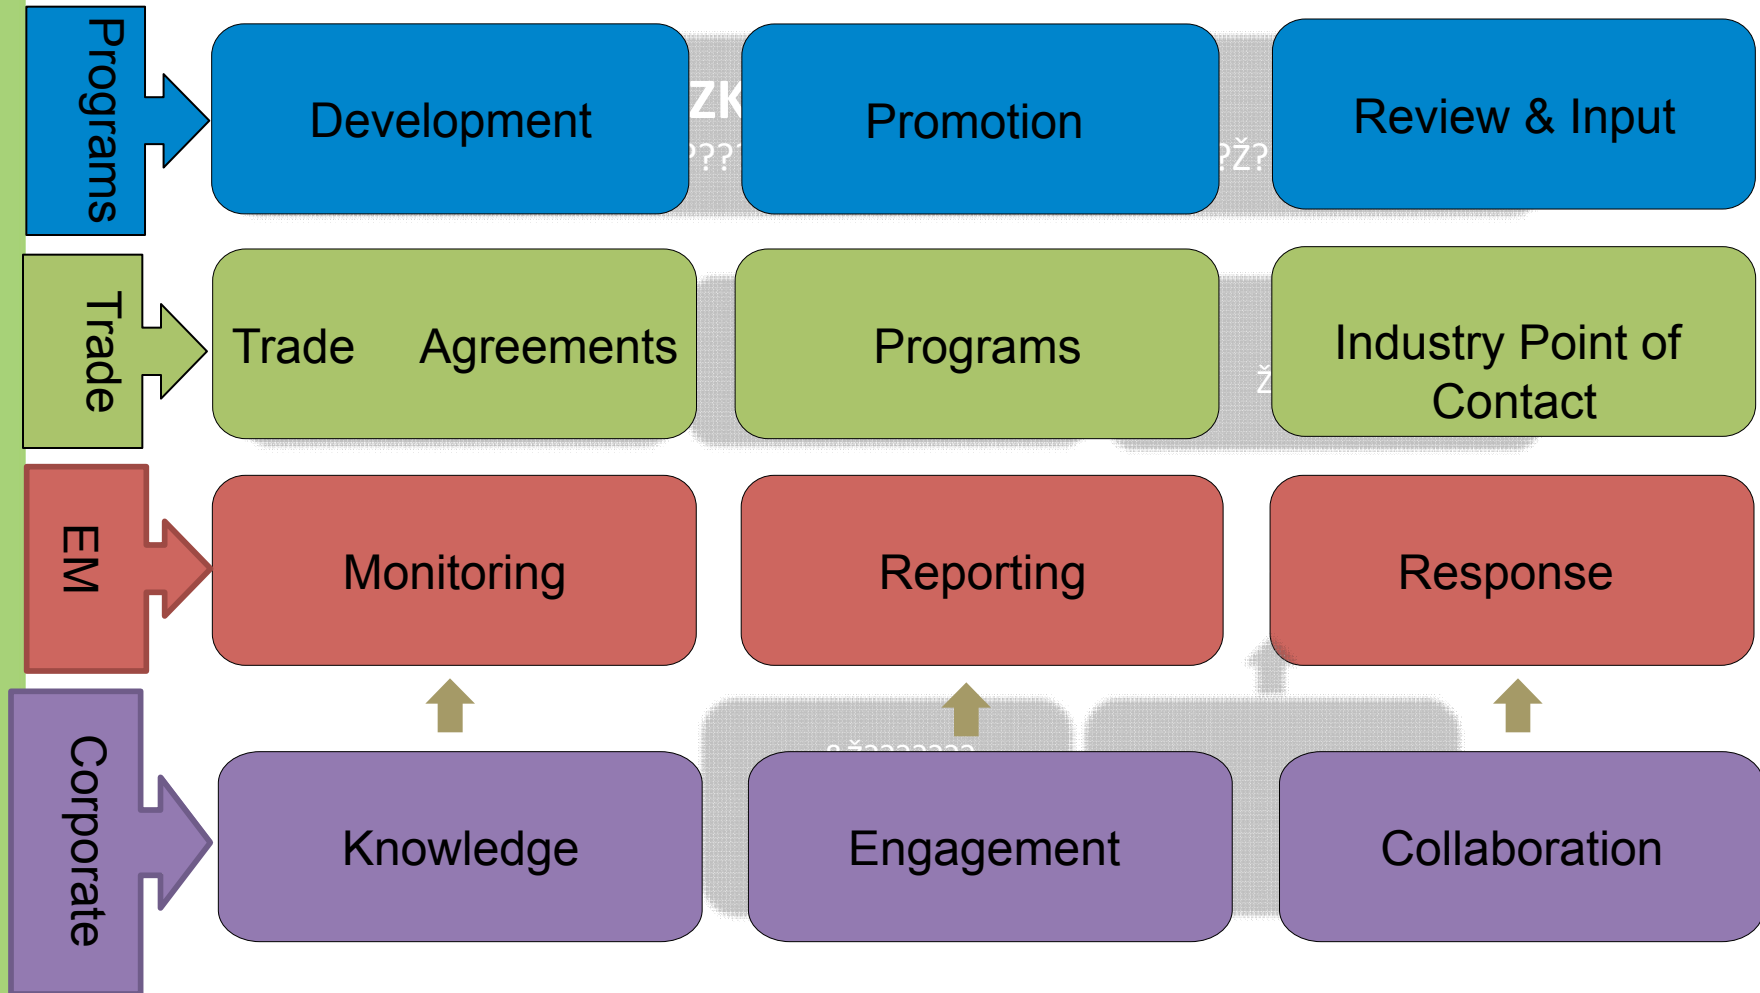 Programs
Development
Promotion
Review & Input
Trade
Trade Agreements
Programs
Industry Point of
Contact
EM
Monitoring
Reporting
Response
Corporate
Knowledge
Engagement
Collaboration